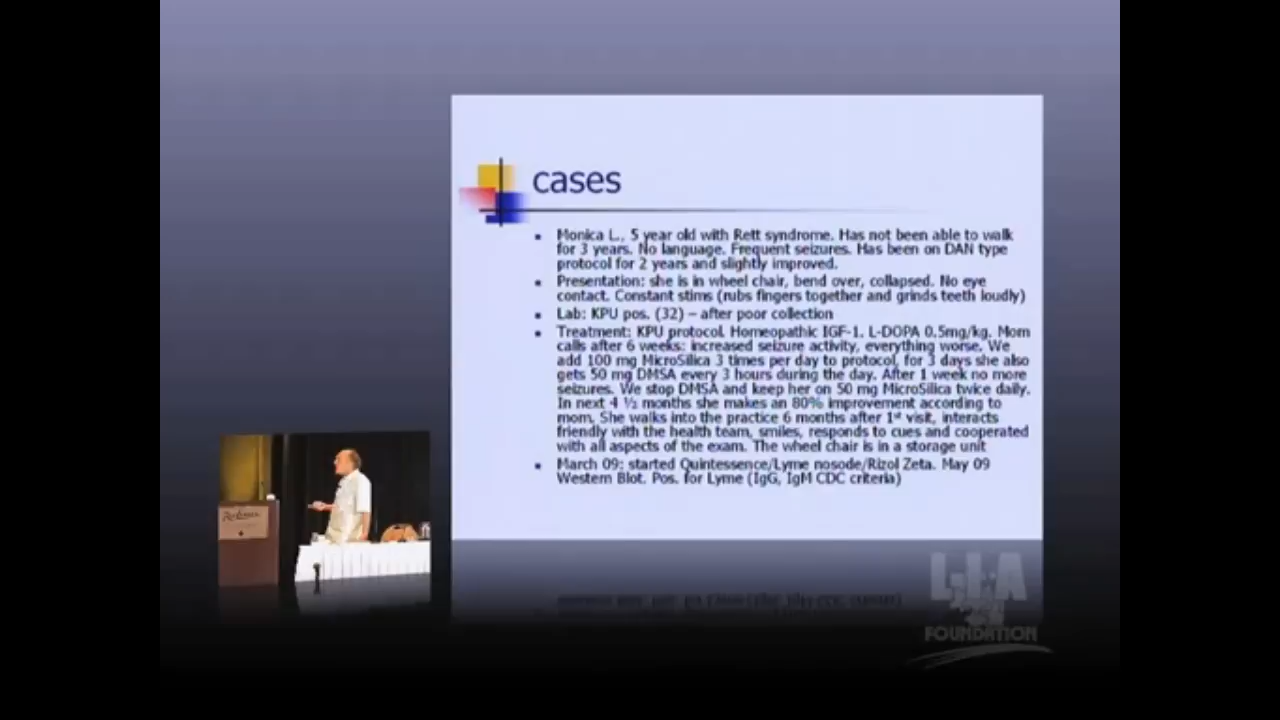 cases
Monica L., 5 year old with Rett syndrome. Has not been able to walk
for 3 years. No language. Frequent seizures. Has been on DAN type
protocol for 2 years and slightly improved.
Presentation: she is in wheel chair, bend over, collapsed. No eye
contact. Constant stims (rubs fingers together and grinds teeth loudly)
Lab: KPU pos. (32) – after poor collection
Treatment: KPU protocol. Homeopathic IGF-1. L-DOPA 0.5mg/kg. Mom
calls after 6 weeks: increased seizure activity, everything worse. We
add 100 mg MicroSilica 3 times per day to protocol, for 3 days she also
gets 50 mg DMSA every 3 hours during the day. After 1 week no more
seizures. We stop DMSA and keep her on 50 mg MicroSilica twice daily.
In next 4 ½ months she makes an 80% improvement according to
mom. She walks into the practice 6 months after 1st visit, interacts
friendly with the health team, smiles, responds to cues and cooperated
with all aspects of the exam. The wheel chair is in a storage unit
March 09: started Quintessence/Lyme nosode/Rizol Zeta. May 09
Western Blot. Pos. for Lyme (IgG, IgM CDC criteria)
L·I·A
FOUNDATION